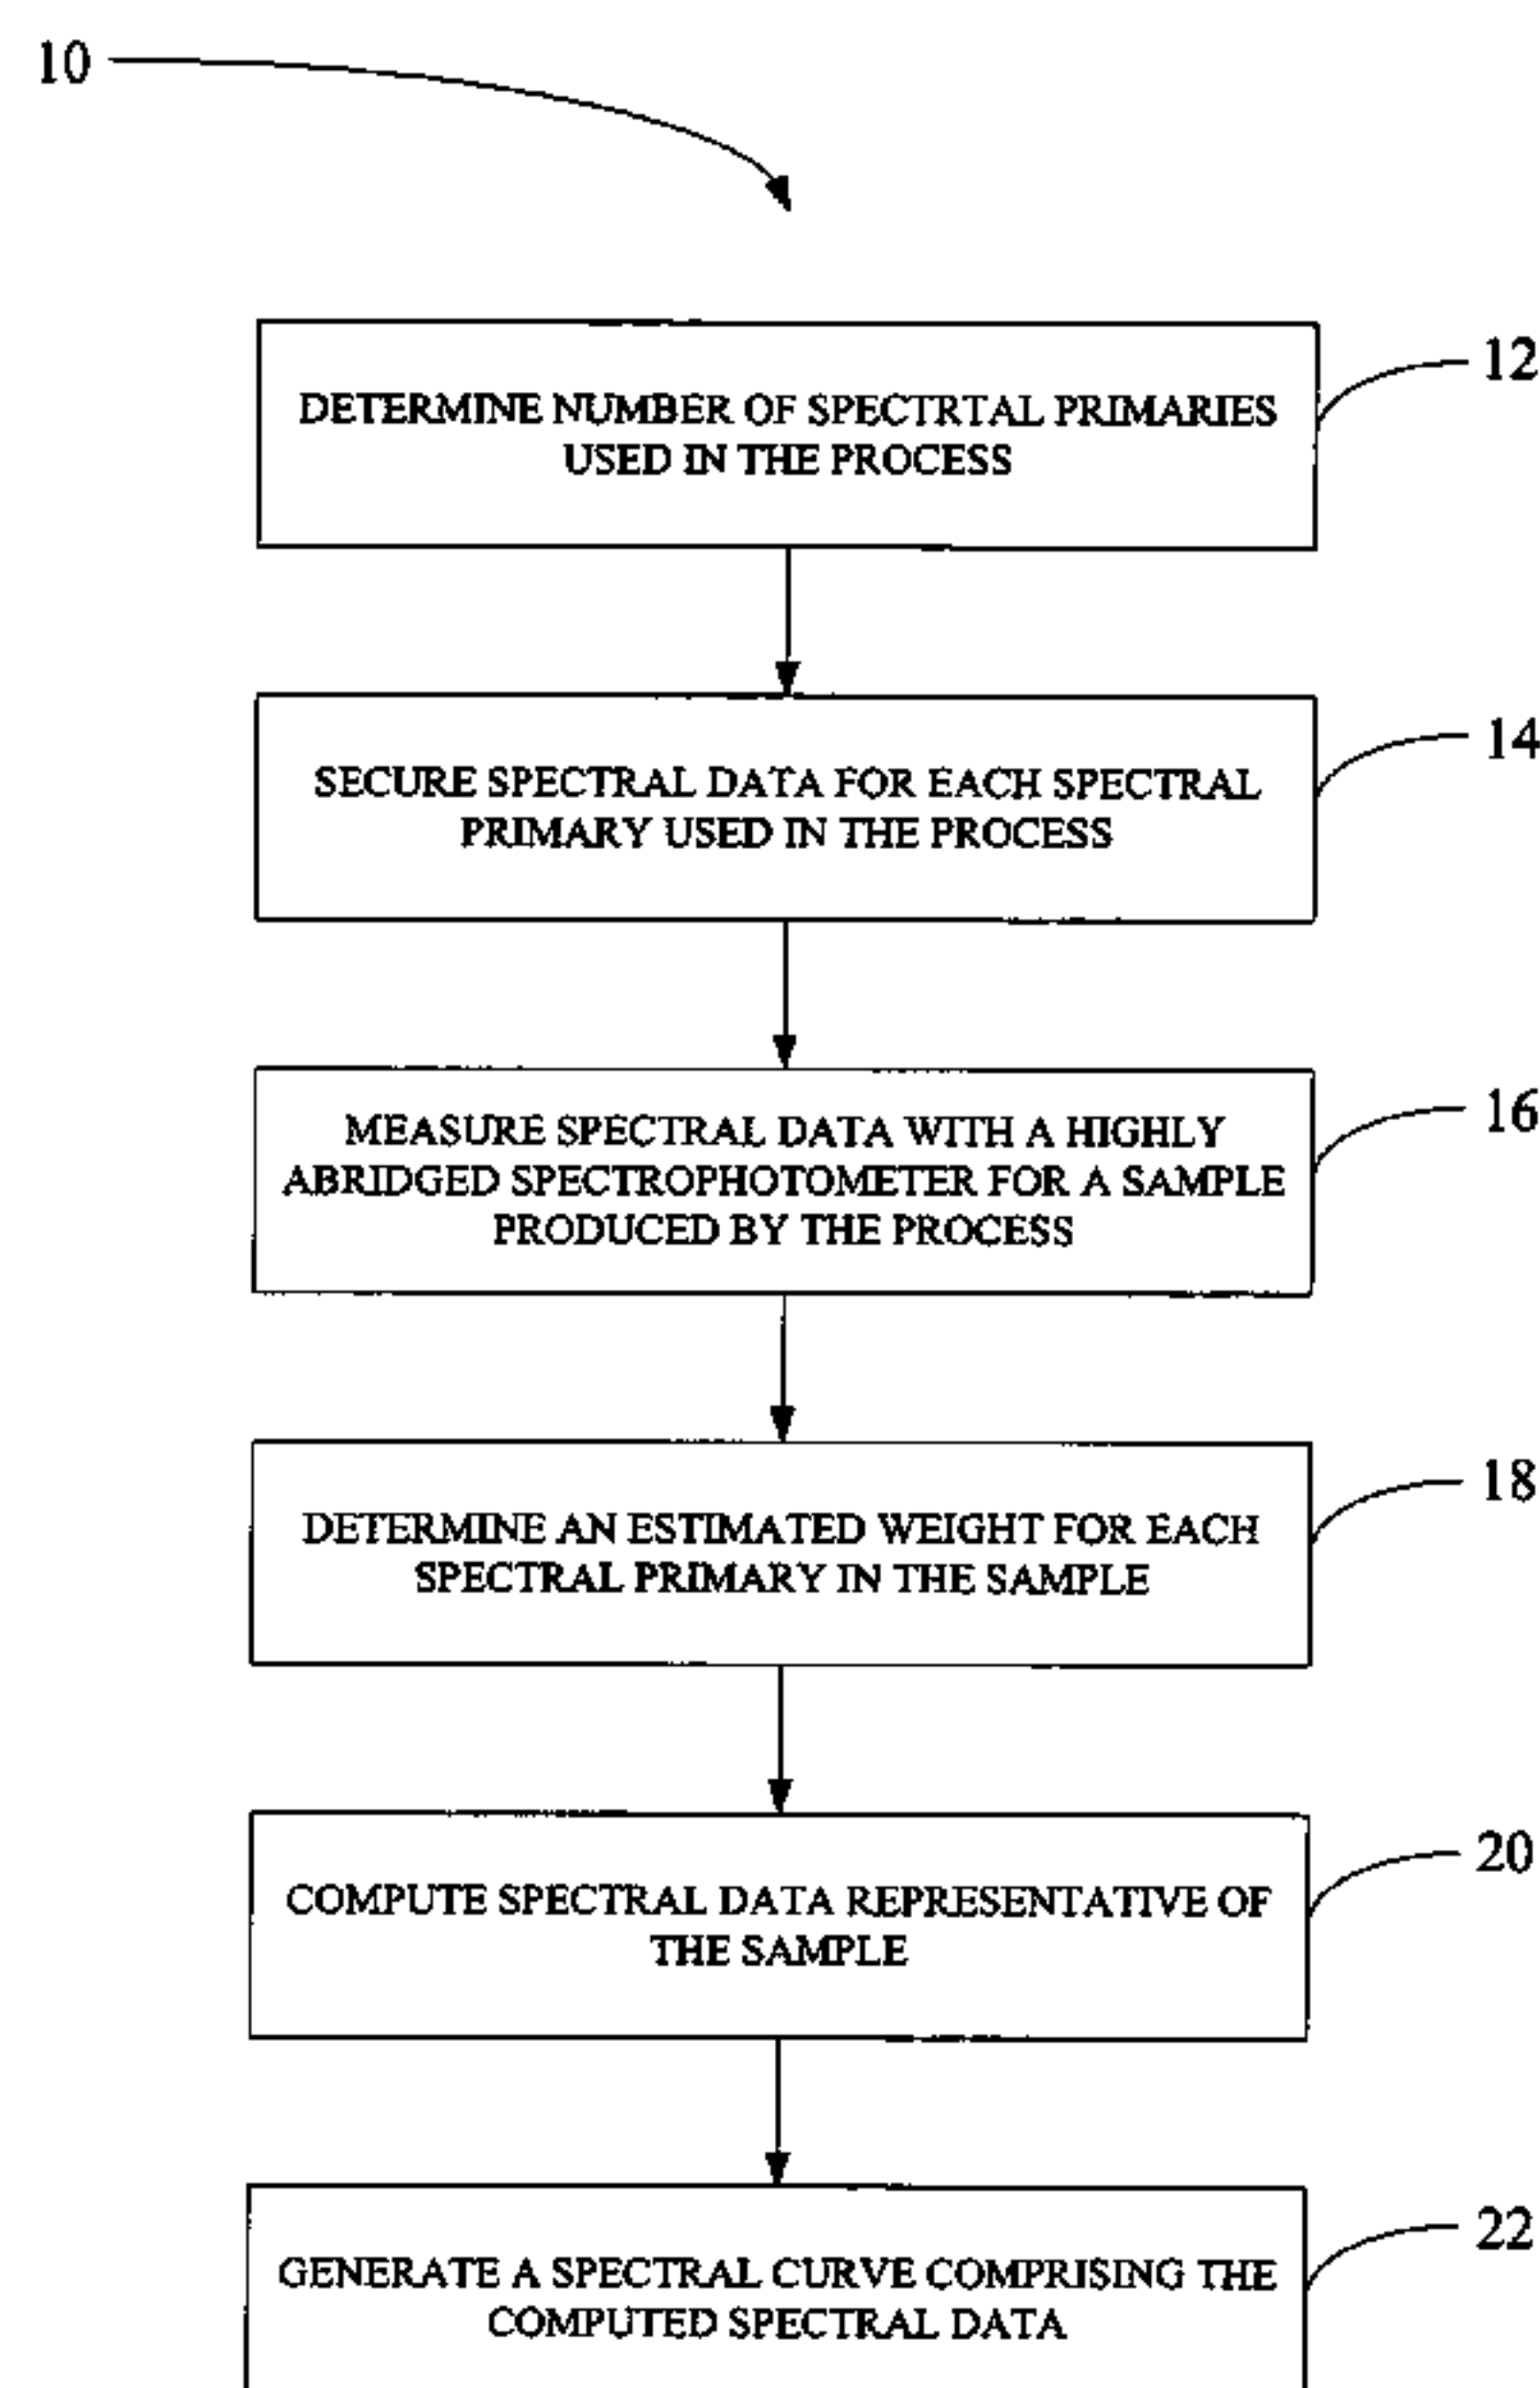 10
12
DETERMINE NUMBER OF SPECTRTAL PRIMARIES
USED IN THE PROCESS
14
SECURE SPECTRAL DATA FOR EACH SPECTRAL
PRIMARY USED IN THE PROCESS
16
MEASURE SPECTRAL DATA WITH A HIGHLY
ABRIDGED SPECTROPHOTOMETER FOR A SAMPLE
PRODUCED BY THE PROCESS
18
DETERMINE AN ESTIMATED WEIGHT FOR EACH
SPECTRAL PRIMARY IN THE SAMPLE
20
COMPUTE SPECTRAL DATA REPRESENTATIVE OF
THE SAMPLE
22
GENERATE A SPECTRAL CURVE COMPRISING THE
COMPUTED SPECTRAL DATA